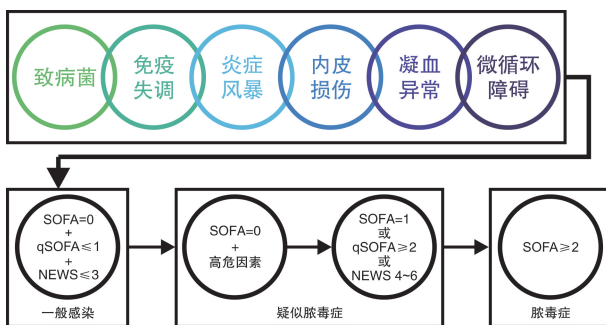 致病菌
免疫
失调
炎症
风暴
内皮
损伤
凝血
异常
微循环
障碍
SOFA=0
+
qSOFA≤1
+
NEWS≤3
一般感染
SOFA=0
+
高危因素
SOFA=1
或
qSOFA≥2
或
NEWS 4~6
疑似脓毒症
SOFA≥2
脓毒症